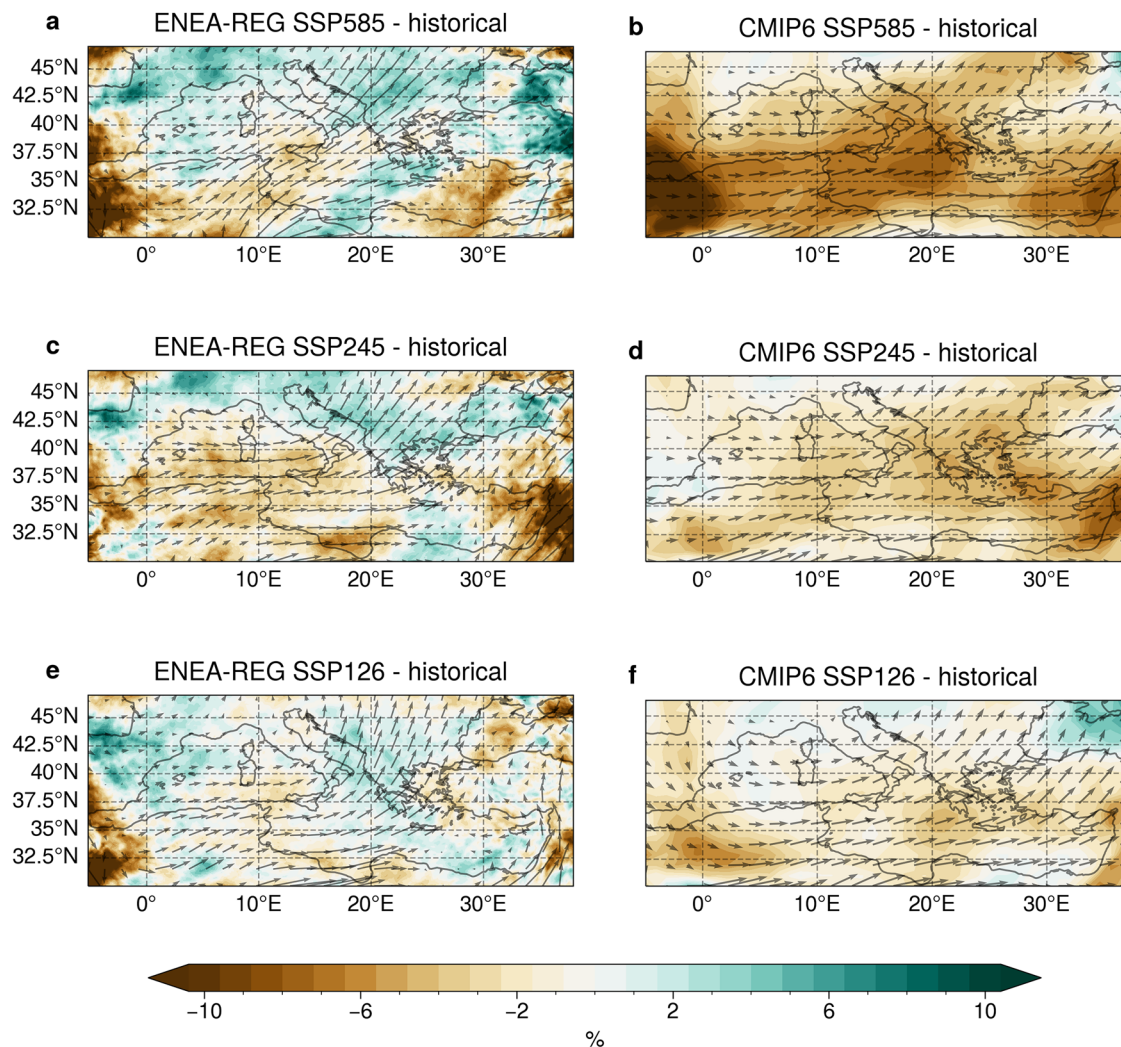 a ENEA-REG SSP585 - historical
45°N
42.5°N
40°N
37.5°N
35°N
32.5°N
0° 10°E 20°E 30°E
b CMIP6 SSP585 - historical
0° 10°E 20°E 30°E
c ENEA-REG SSP245 - historical
45°N
42.5°N
40°N
37.5°N
35°N
32.5°N
0° 10°E 20°E 30°E
d CMIP6 SSP245 - historical
0° 10°E 20°E 30°E
e ENEA-REG SSP126 - historical
45°N
42.5°N
40°N
37.5°N
35°N
32.5°N
0° 10°E 20°E 30°E
f CMIP6 SSP126 - historical
0° 10°E 20°E 30°E
−10 −6 −2 2 6 10
%